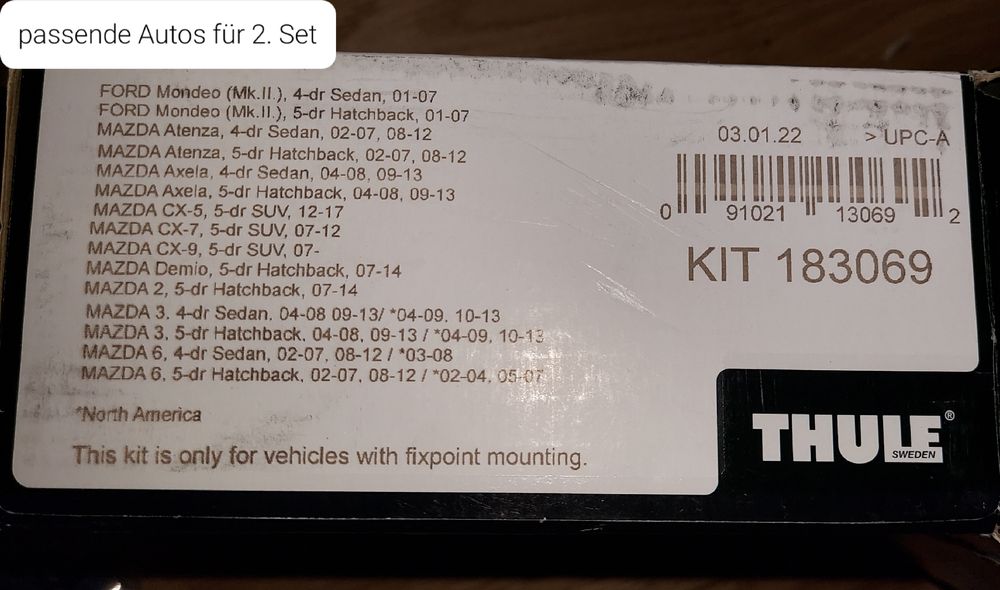 passende Autos für 2. Set
FORD Mondeo (Mk.II.), 4-dr Sedan, 01-07
FORD Mondeo (Mk.II.), 5-dr Hatchback, 01-07
MAZDA Atenza, 4-dr Sedan, 02-07, 08-12
MAZDA Atenza, 5-dr Hatchback, 02-07, 08-12
MAZDA Axela, 4-dr Sedan, 04-08, 09-13
MAZDA Axela, 5-dr Hatchback, 04-08, 09-13
MAZDA CX-5, 5-dr SUV, 12-17
MAZDA CX-7, 5-dr SUV, 07-12
MAZDA CX-9, 5-dr SUV, 07-
MAZDA Demio, 5-dr Hatchback, 07-14
MAZDA 2, 5-dr Hatchback, 07-14
MAZDA 3, 4-dr Sedan. 04-08 09-13/ *04-09, 10-13
MAZDA 3, 5-dr Hatchback. 04-08, 09-13 / *04-09, 10-13
MAZDA 6, 4-dr Sedan, 02-07, 08-12 / *03-08
MAZDA 6, 5-dr Hatchback, 02-07, 08-12 / *02-04, 05-07
*North America
This kit is only for vehicles with fixpoint mounting.
03.01.22 > UPC-A
0 91021 13069 2
KIT 183069
THULE®
SWEDEN